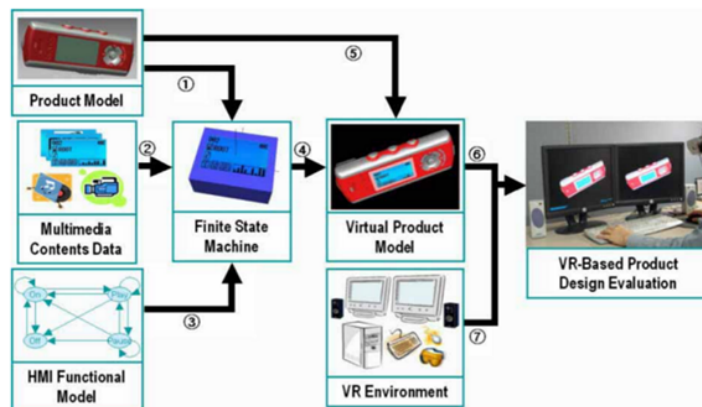 Product Model
①
⑤
Multimedia
Contents Data
②
Finite State
Machine
④
Virtual Product
Model
⑥
VR-Based Product
Design Evaluation
On
Play
Off
Pause
HMI Functional
Model
③
VR Environment
⑦